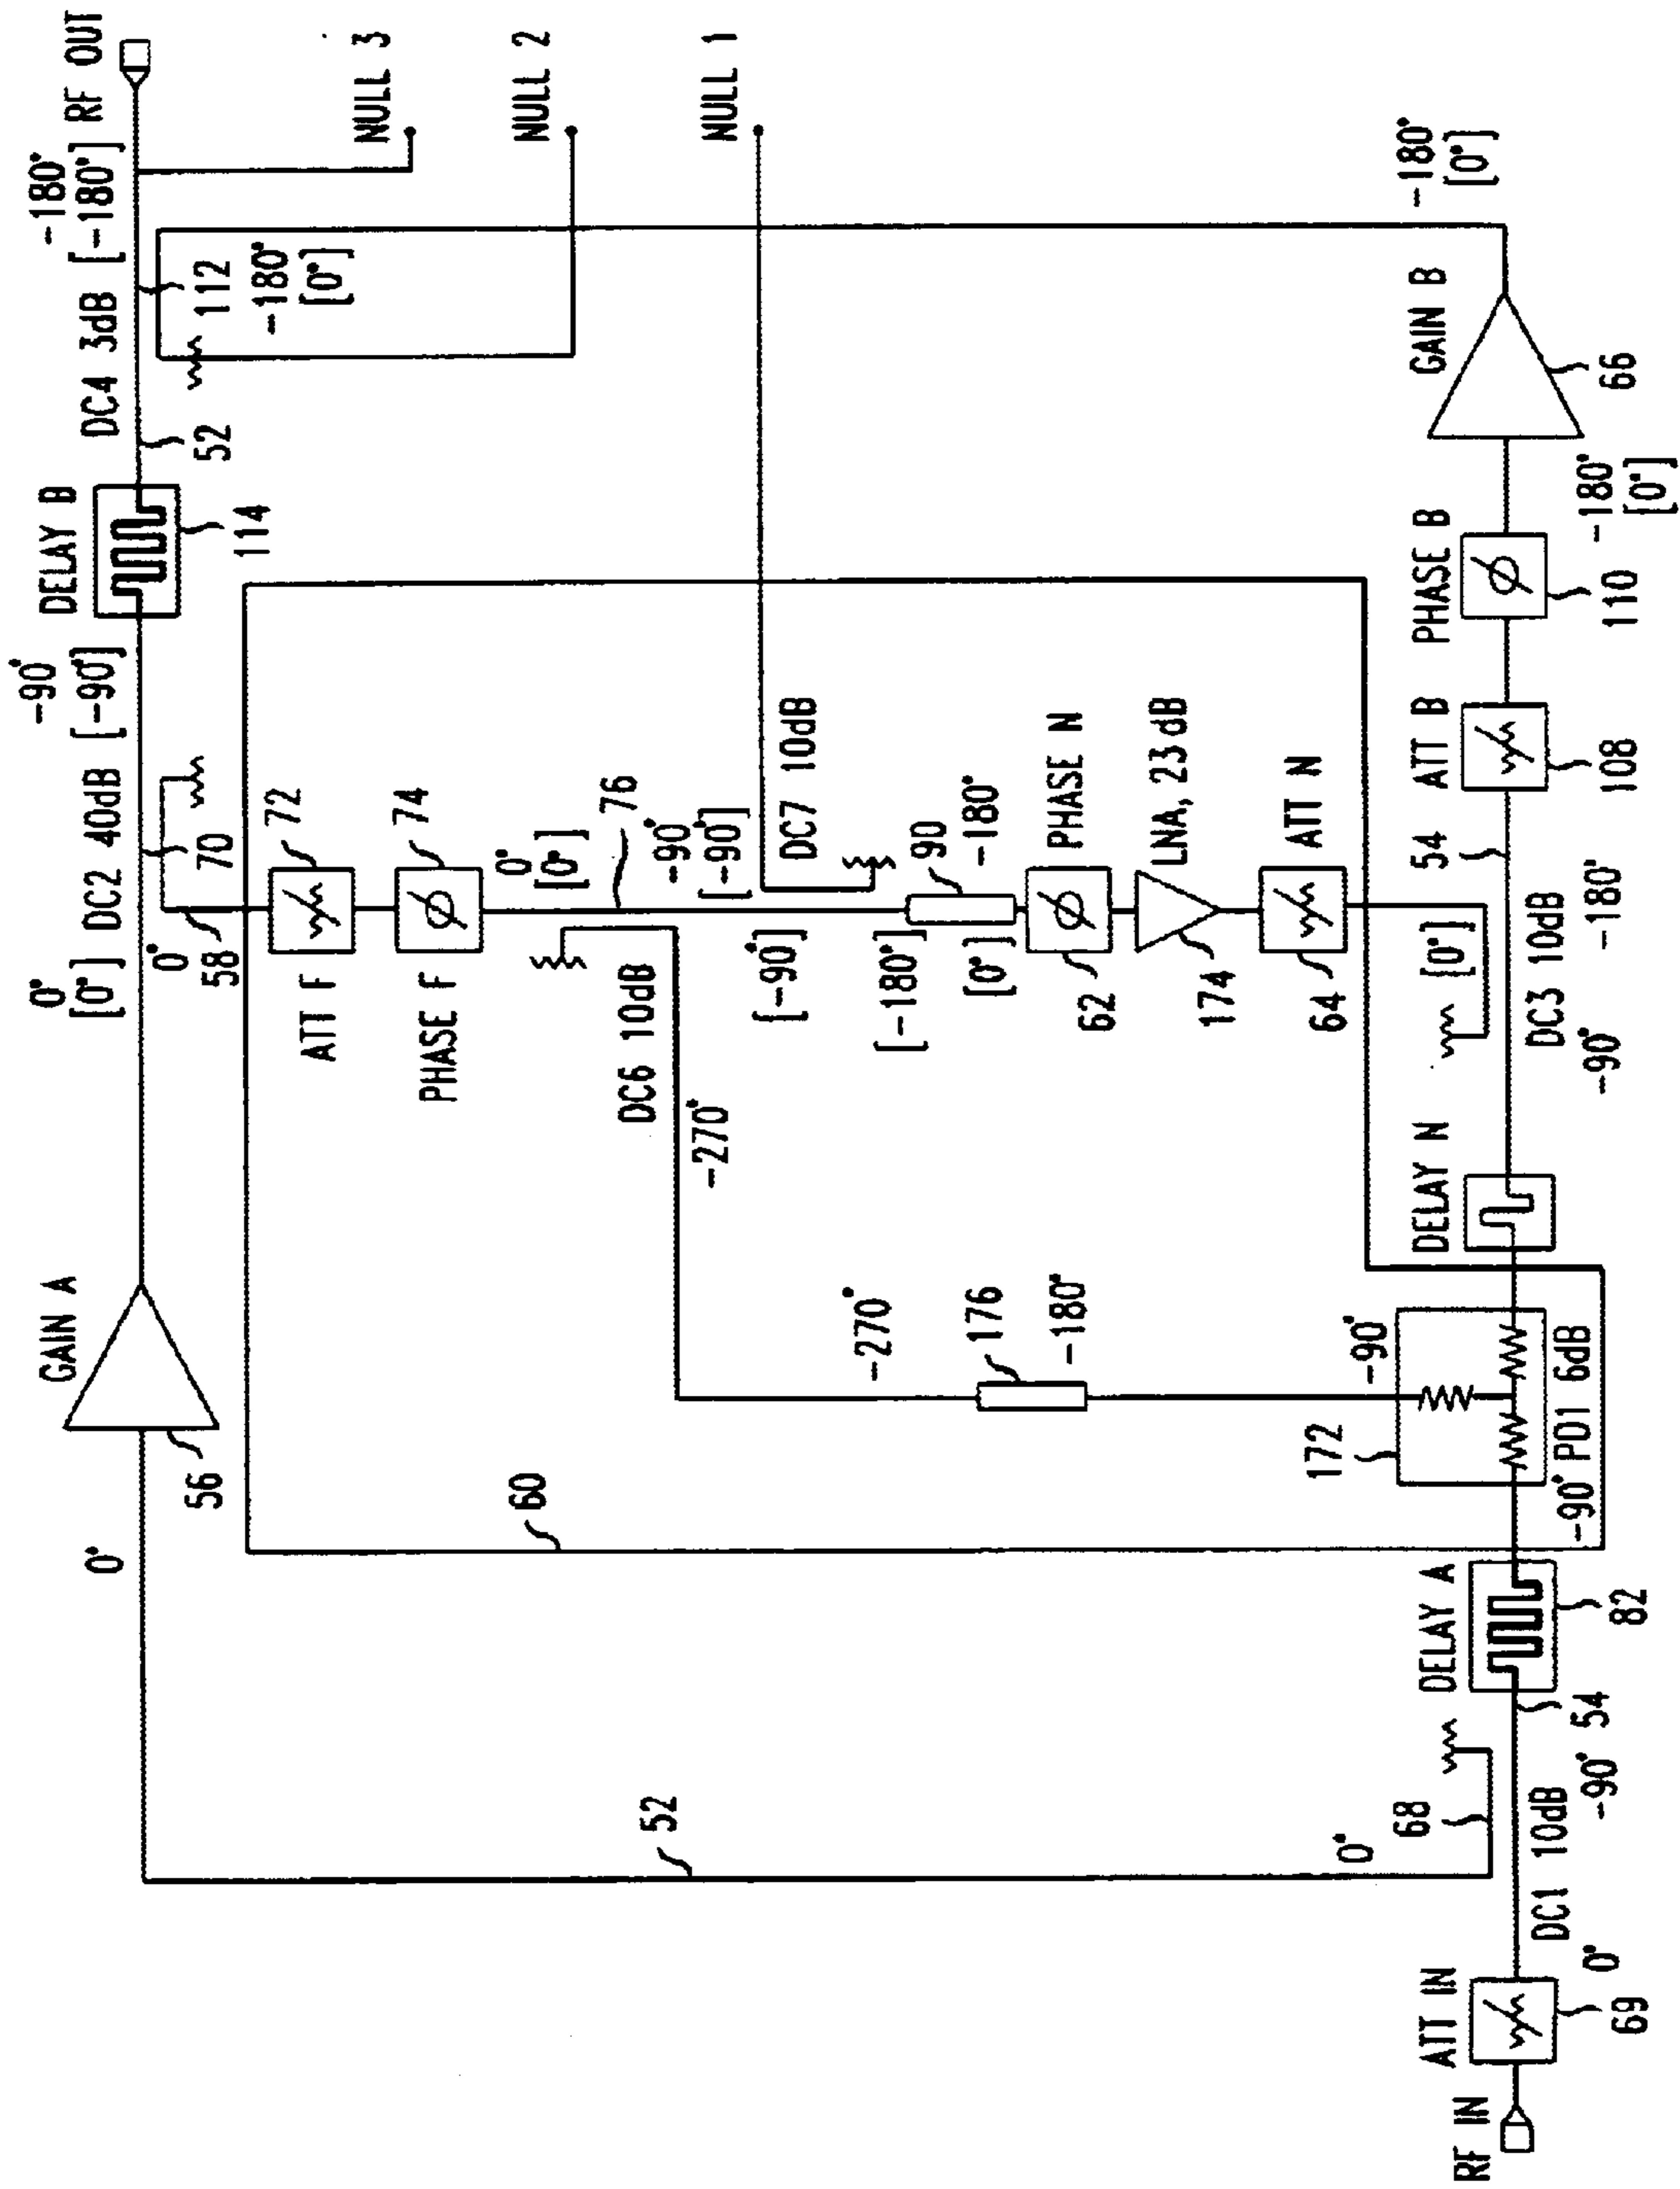 RF OUT
-180°
[-180°]
NULL 3
NULL 2
NULL 1
DC4 3dB
112
-180°
[0°]
-180°
[0°]
52
DELAY B
114
-90°
[-90°]
DC2 40dB
0°
[0°]
70
0°
58
GAIN A
56
0°
60
52
72
ATT F
74
PHASE F
0°
[0°]
76
-90°
[-90°]
DC7 10dB
DC6 10dB
-270°
[-90°]
[-180°]
90
-180°
[0°]
PHASE N
62
LNA, 23 dB
174
ATT N
64
[0°]
-270°
176
-180°
-90°
172
-90°
PD1 6dB
DELAY N
-90°
DC3 10dB
-180°
54
ATT B
108
PHASE B
110
-180°
[0°]
GAIN B
66
DELAY A
82
54
68
0°
-90°
DC1 10dB
0°
ATT IN
69
RF IN